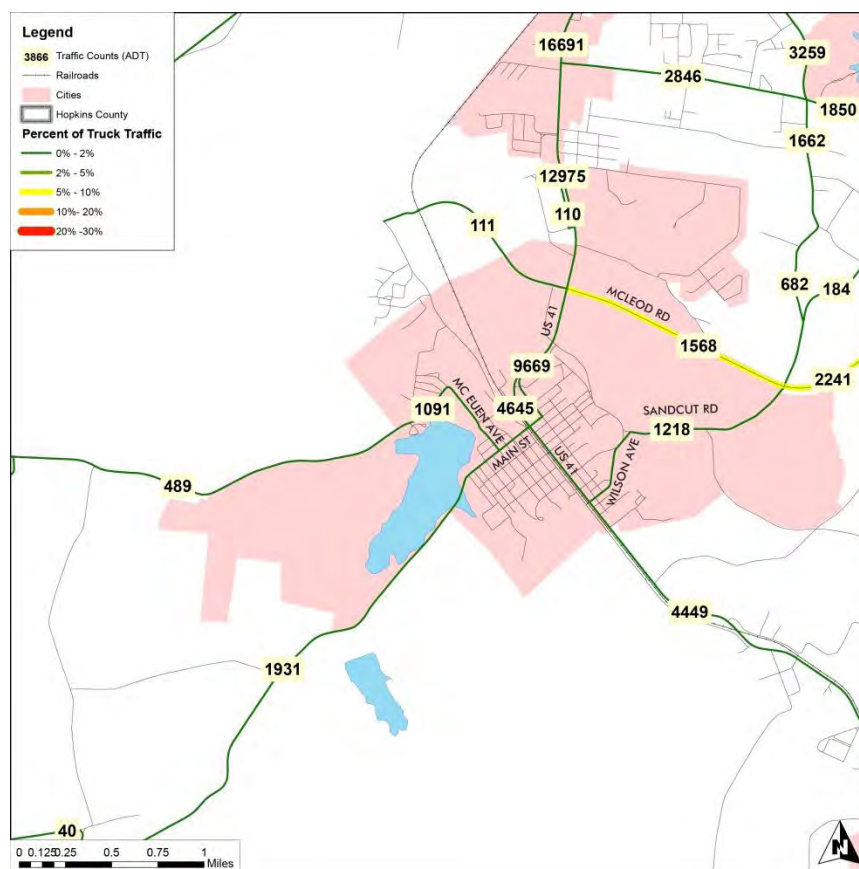 Legend
3866 Traffic Counts (ADT)
Railroads
Cities
Hopkins County
Percent of Truck Traffic
0% - 2%
2% - 5%
5% - 10%
10%- 20%
20% -30%
16691
3259
2846
1850
1662
12975
110
111
682
184
MCLEOD RD
US 41
1568
9669
2241
MC EUEN AVE
1091
4645
SANDCUT RD
1218
MAIN ST
US 41
WILSON AVE
489
4449
1931
40
N
0 0.125 0.25 0.5 0.75 1
Miles